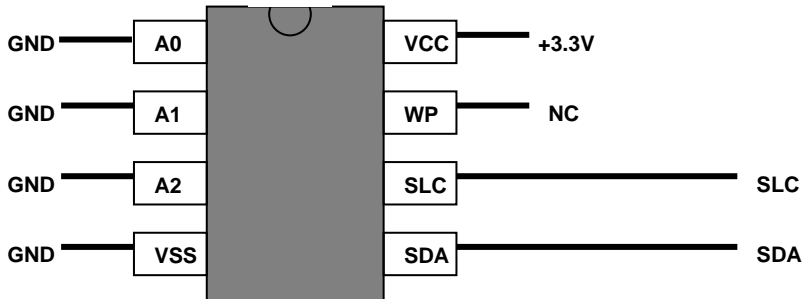 GND A0 VCC +3.3V
GND A1 WP NC
GND A2 SLC SLC
GND VSS SDA SDA